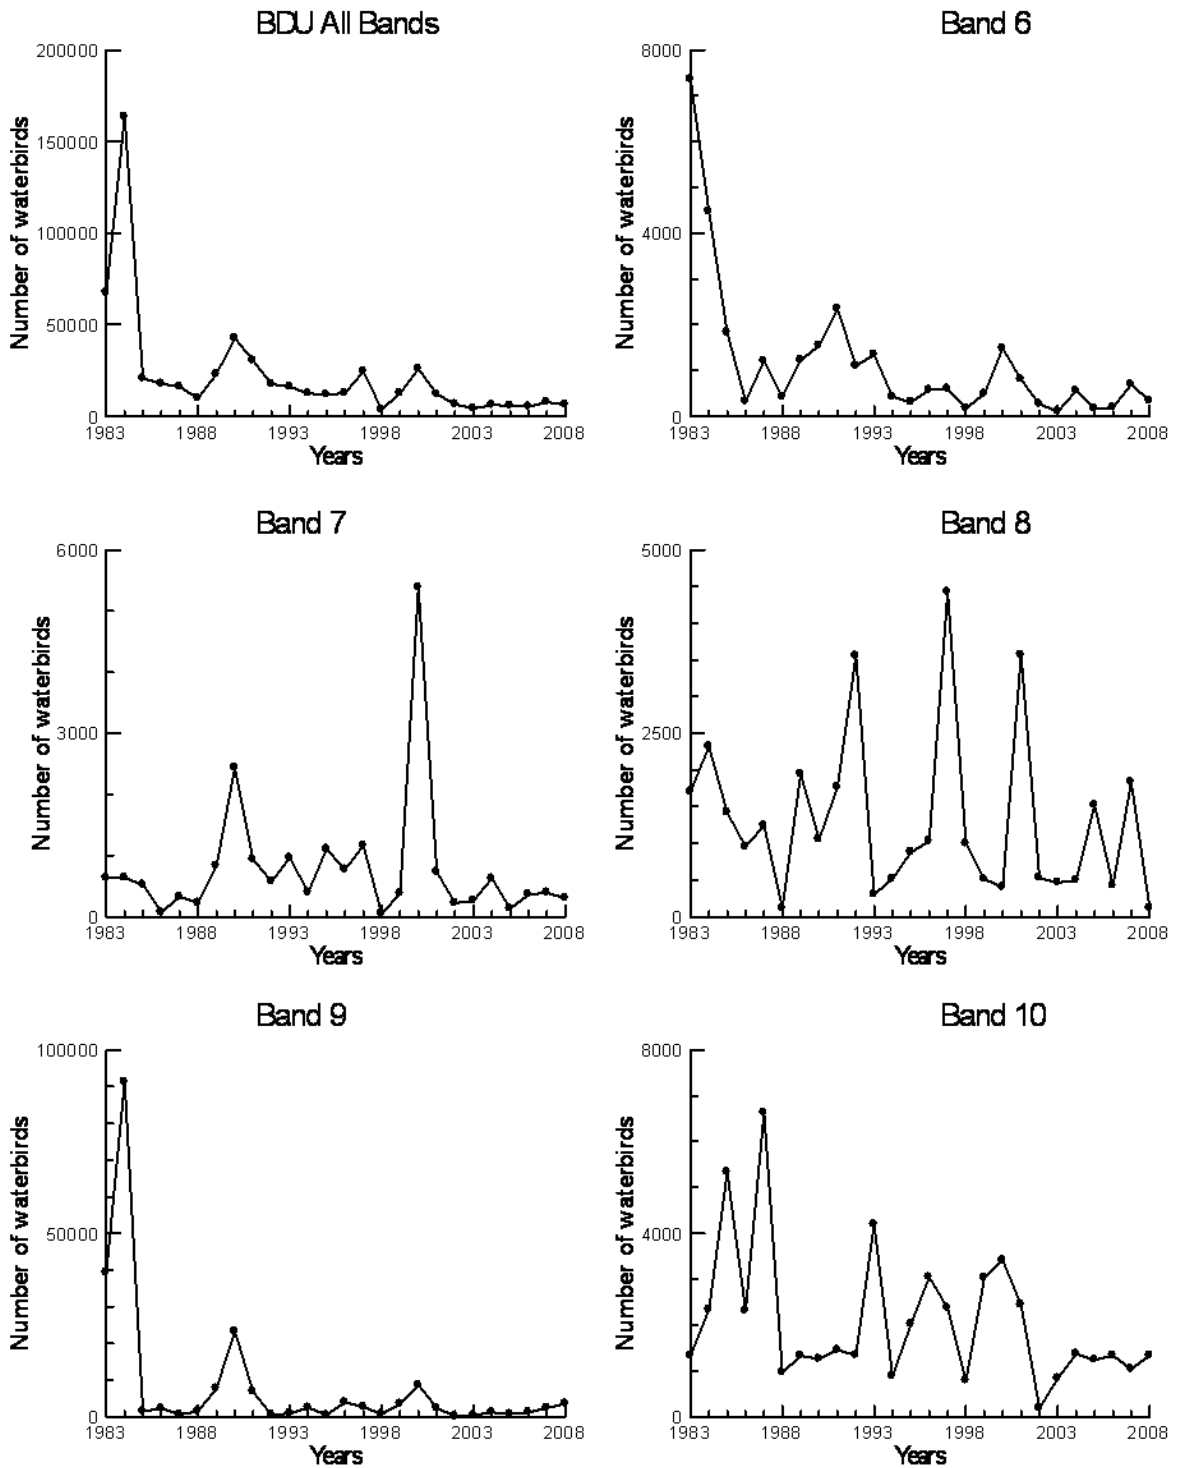 BDU All Bands
200000
150000
100000
50000
0
Number of waterbirds
1983 1988 1993 1998 2003 2008
Years
Band 6
8000
4000
0
Number of waterbirds
1983 1988 1993 1998 2003 2008
Years
Band 7
6000
3000
0
Number of waterbirds
1983 1988 1993 1998 2003 2008
Years
Band 8
5000
2500
0
Number of waterbirds
1983 1988 1993 1998 2003 2008
Years
Band 9
100000
50000
0
Number of waterbirds
1983 1988 1993 1998 2003 2008
Years
Band 10
8000
4000
0
Number of waterbirds
1983 1988 1993 1998 2003 2008
Years